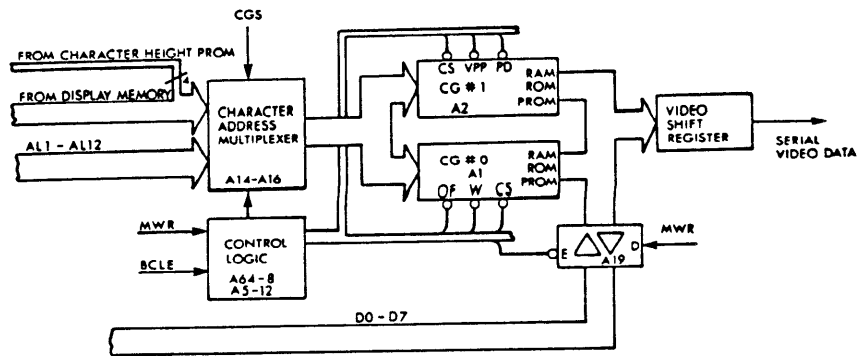 CGS
FROM CHARACTER HEIGHT PROM
4
FROM DISPLAY MEMORY
AL1 - AL12
CHARACTER
ADDRESS
MULTIPLEXER
A14-A16
MWR
BCLE
CONTROL
LOGIC
A64-8
A5-12
CS VPP PD
CG #1
A2
RAM
ROM
PROM
CG #0
A1
RAM
ROM
PROM
OF W CS
VIDEO
SHIFT
REGISTER
SERIAL
VIDEO DATA
E D
A19
MWR
D0 - D7